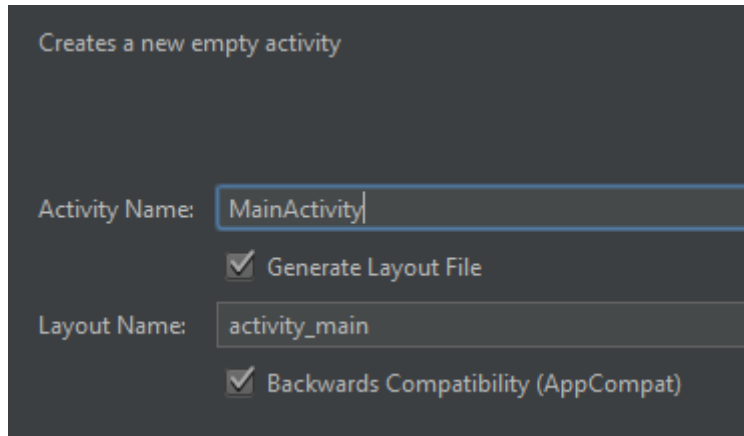 Creates a new empty activity
Activity Name: MainActivity
Generate Layout File
Layout Name: activity_main
Backwards Compatibility (AppCompat)